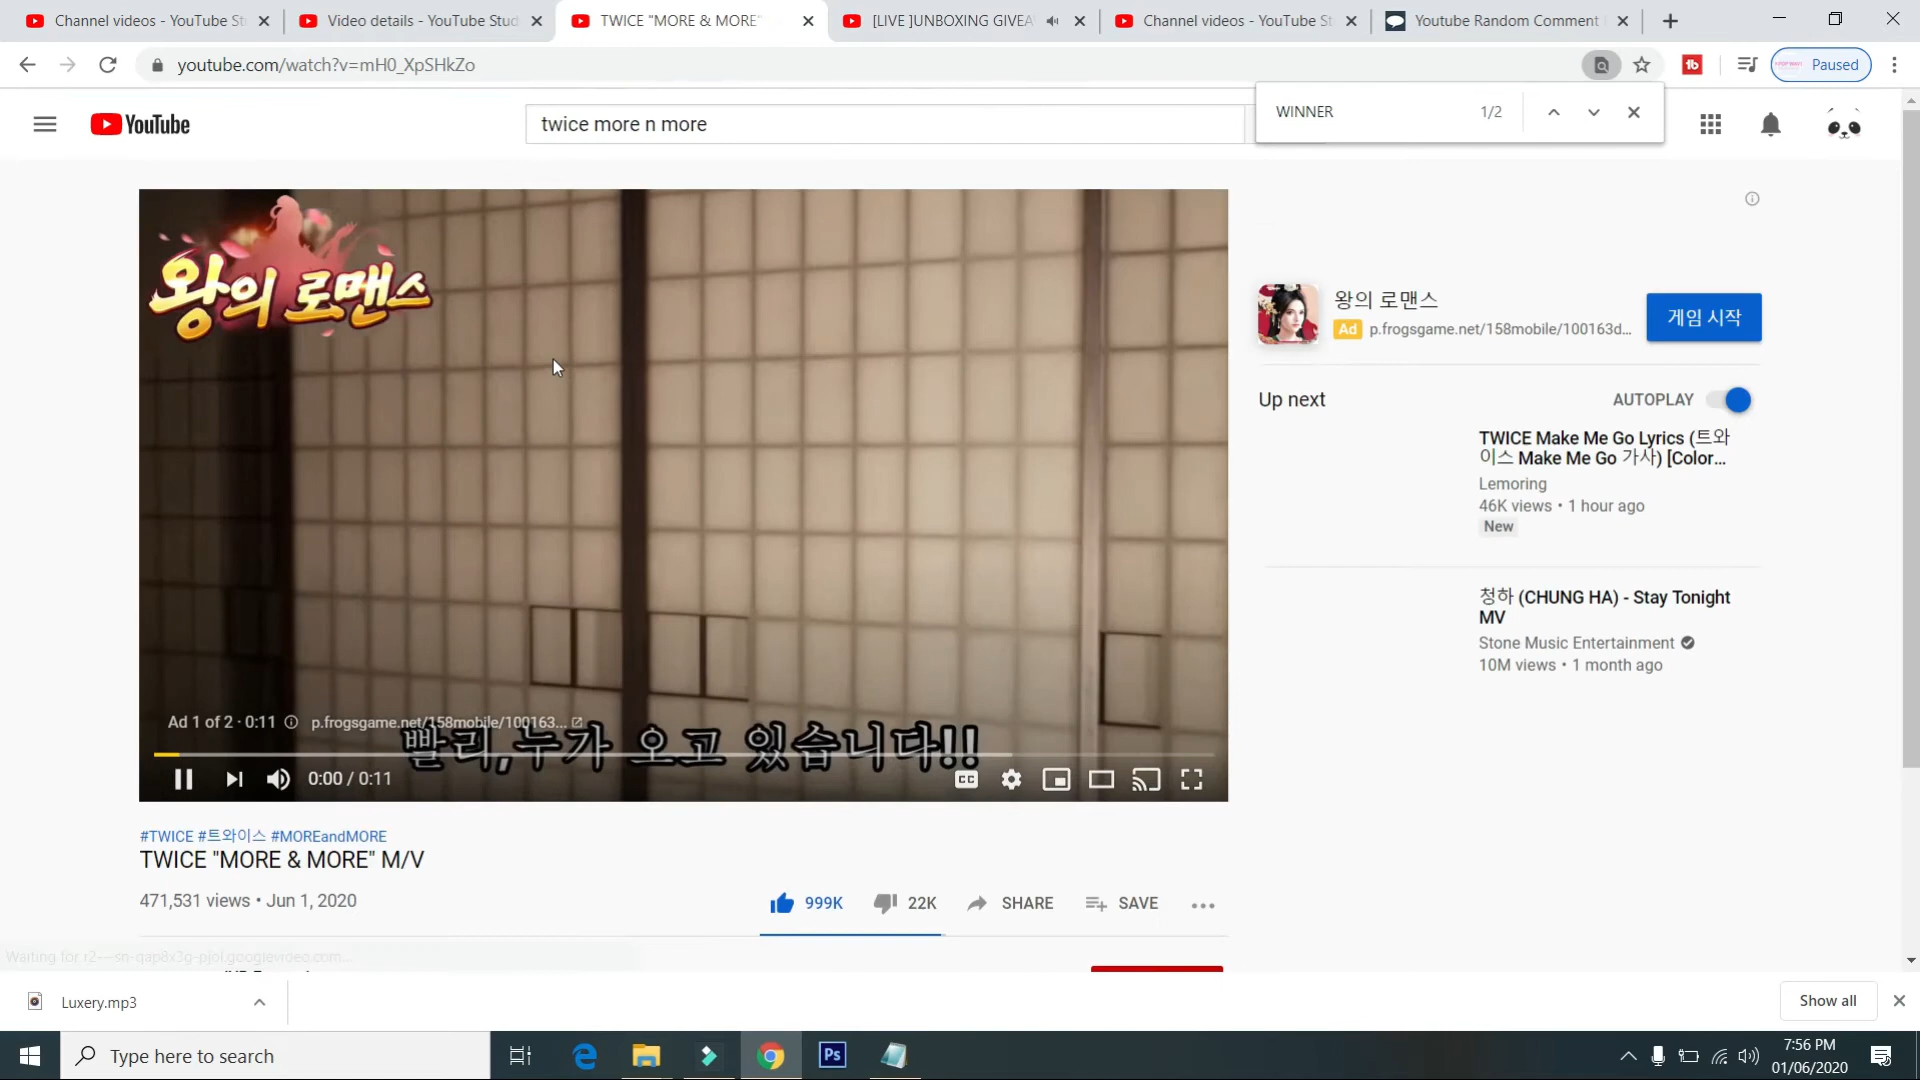 Channel videos - YouTube St
Video details - YouTube Stud
TWICE "MORE & MORE"
[LIVE ]UNBOXING GIVEA
Channel videos - YouTube St
Youtube Random Comment
youtube.com/watch?v=mH0_XpSHkZo
Paused
WINNER
1/2
YouTube
twice more n more
왕의 로맨스
왕의 로맨스
Ad p.frogsgame.net/158mobile/100163d...
게임 시작
Up next
AUTOPLAY
TWICE Make Me Go Lyrics (트와
이스 Make Me Go 가사) [Color...
Lemoring
46K views • 1 hour ago
New
청하 (CHUNG HA) - Stay Tonight
MV
Stone Music Entertainment
10M views • 1 month ago
Ad 1 of 2 · 0:11
p.frogsgame.net/158mobile/100163...
빨리,누가 오고 있습니다!!
0:00 / 0:11
CC
#TWICE #트와이스 #MOREandMORE
TWICE "MORE & MORE" M/V
471,531 views • Jun 1, 2020
999K
22K
SHARE
SAVE
Luxery.mp3
Show all
Type here to search
Ps
7:56 PM
01/06/2020